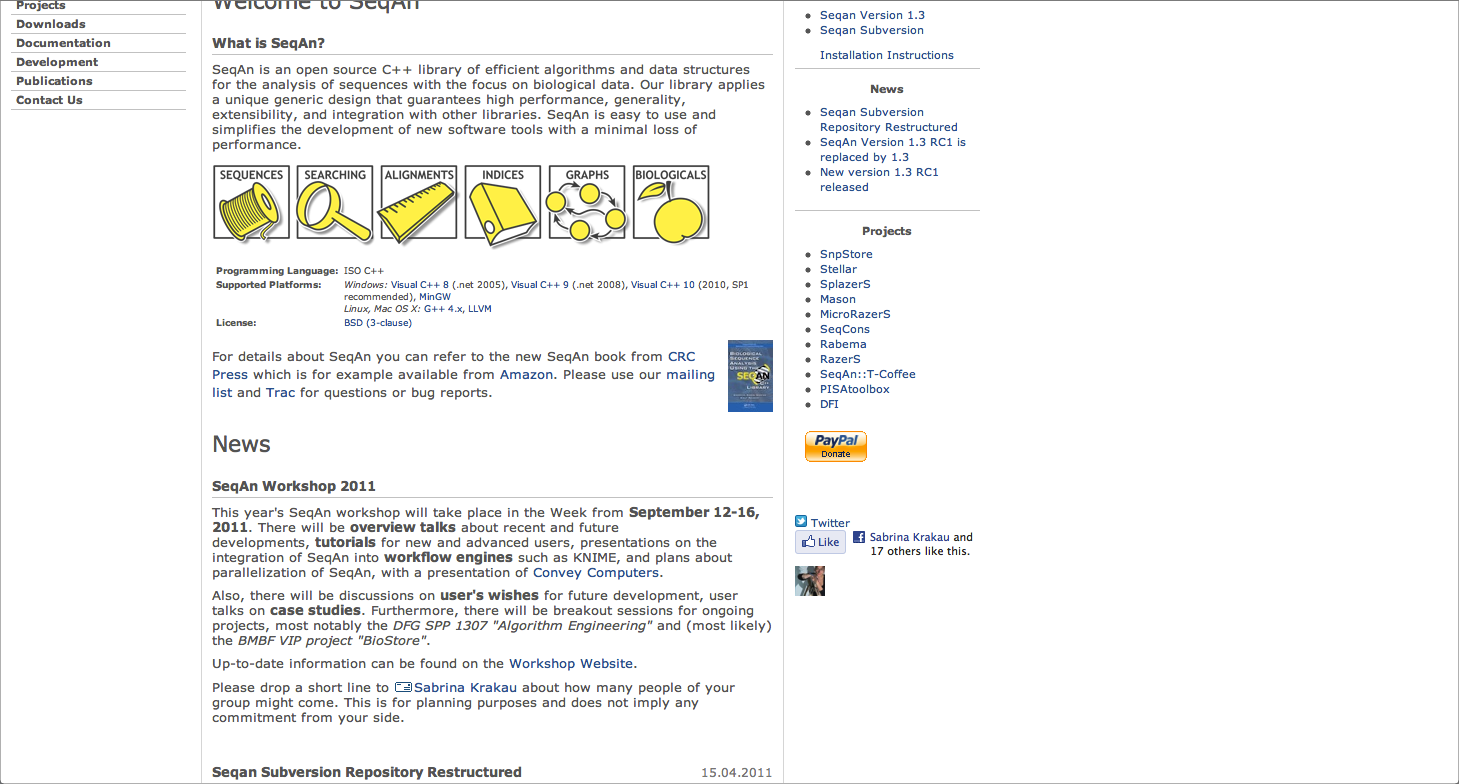 Projects
Downloads
Documentation
Development
Publications
Contact Us
Welcome to SeqAn
What is SeqAn?
SeqAn is an open source C++ library of efficient algorithms and data structures
for the analysis of sequences with the focus on biological data. Our library applies
a unique generic design that guarantees high performance, generality,
extensibility, and integration with other libraries. SeqAn is easy to use and
simplifies the development of new software tools with a minimal loss of
performance.
SEQUENCES SEARCHING ALIGNMENTS INDICES GRAPHS BIOLOGICALS
Programming Language: ISO C++
Supported Platforms: Windows: Visual C++ 8 (.net 2005), Visual C++ 9 (.net 2008), Visual C++ 10 (2010, SP1
recommended), MinGW
Linux, Mac OS X: G++ 4.x, LLVM
License: BSD (3-clause)
For details about SeqAn you can refer to the new SeqAn book from CRC
Press which is for example available from Amazon. Please use our mailing
list and Trac for questions or bug reports.
BIOLOGICAL
SEQUENCE
ANALYSIS
USING THE
SEQAN
C++
LIBRARY
News
SeqAn Workshop 2011
This year's SeqAn workshop will take place in the Week from September 12-16,
2011. There will be overview talks about recent and future
developments, tutorials for new and advanced users, presentations on the
integration of SeqAn into workflow engines such as KNIME, and plans about
parallelization of SeqAn, with a presentation of Convey Computers.
Also, there will be discussions on user's wishes for future development, user
talks on case studies. Furthermore, there will be breakout sessions for ongoing
projects, most notably the DFG SPP 1307 "Algorithm Engineering" and (most likely)
the BMBF VIP project "BioStore".
Up-to-date information can be found on the Workshop Website.
Please drop a short line to Sabrina Krakau about how many people of your
group might come. This is for planning purposes and does not imply any
commitment from your side.
Seqan Subversion Repository Restructured 15.04.2011
Seqan Version 1.3
Seqan Subversion
Installation Instructions
News
Seqan Subversion
Repository Restructured
SeqAn Version 1.3 RC1 is
replaced by 1.3
New version 1.3 RC1
released
Projects
SnpStore
Stellar
SplazerS
Mason
MicroRazerS
SeqCons
Rabema
RazerS
SeqAn::T-Coffee
PISAtoolbox
DFI
PayPal
Donate
Twitter
Like Sabrina Krakau and
17 others like this.